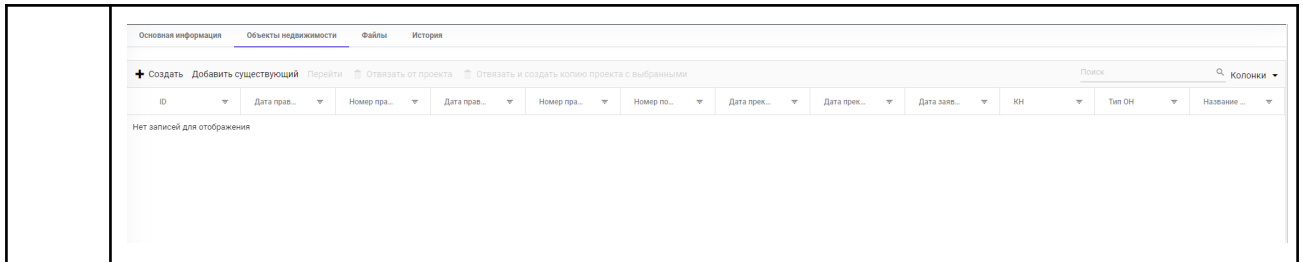 Основная информация Объекты недвижимости Файлы История
Создать Добавить существующий Перейти Отвязать от проекта Отвязать и создать копию проекта с выбранными Поиск Колонки
ID Дата прав... Номер пра... Дата прав... Номер пра... Номер по... Дата прек... Дата прек... Дата заяв... КН Тип ОН Название ...
Нет записей для отображения